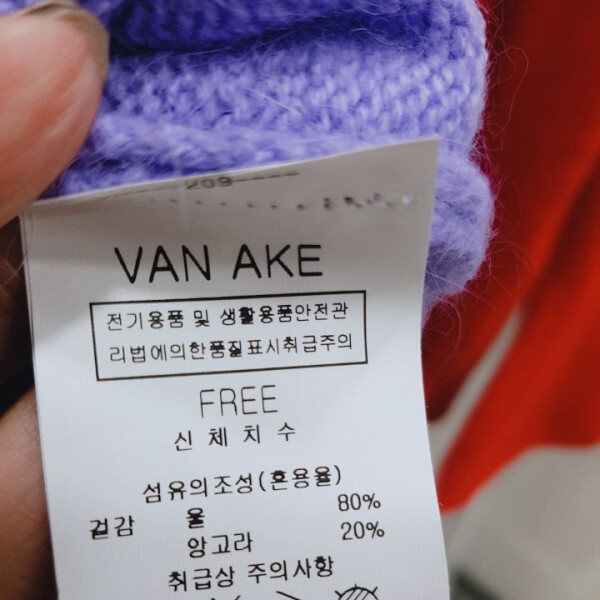 209
VAN AKE
전기용품 및 생활용품안전관
리법에의한품질표시취급주의
FREE
신 체 치 수
섬유의조성(혼용율)
겉감 울 80%
앙고라 20%
취급상 주의사항